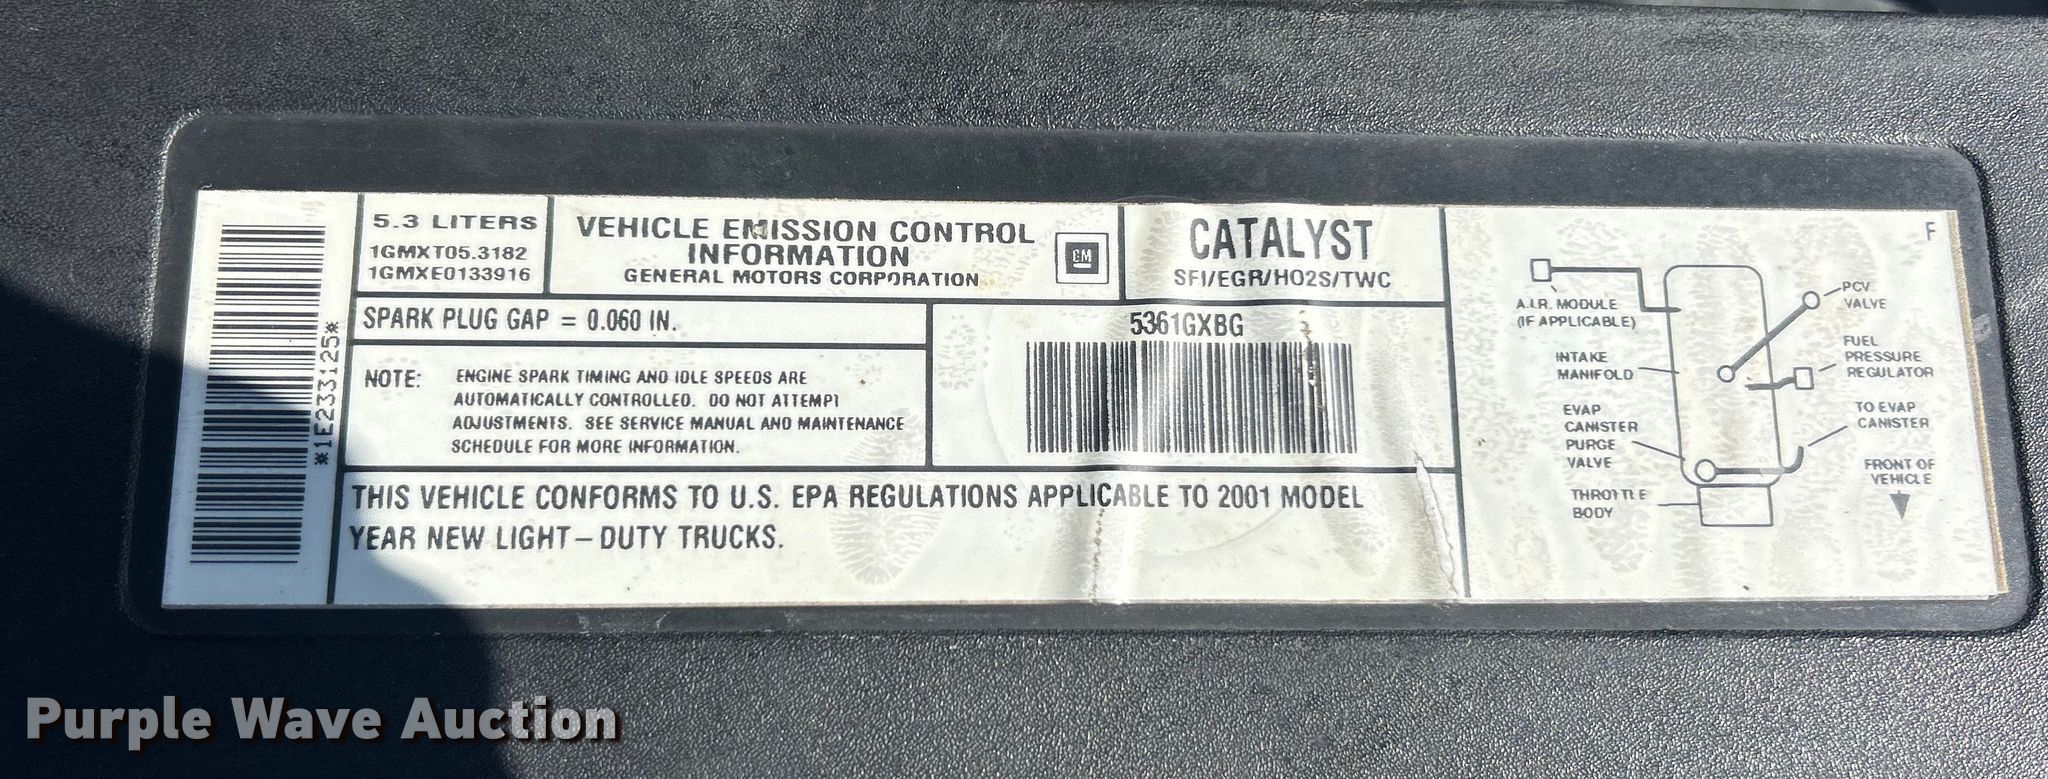 *1E2331125*
5.3 LITERS
1GMXT05.3182
1GMXE0133916
VEHICLE EMISSION CONTROL
INFORMATION
GENERAL MOTORS CORPORATION
GM
CATALYST
SFI/EGR/HO2S/TWC
SPARK PLUG GAP = 0.060 IN.
NOTE: ENGINE SPARK TIMING AND IDLE SPEEDS ARE
AUTOMATICALLY CONTROLLED. DO NOT ATTEMPT
ADJUSTMENTS. SEE SERVICE MANUAL AND MAINTENANCE
SCHEDULE FOR MORE INFORMATION.
5361GXBG
THIS VEHICLE CONFORMS TO U.S. EPA REGULATIONS APPLICABLE TO 2001 MODEL
YEAR NEW LIGHT-DUTY TRUCKS.
F
A.I.R. MODULE
(IF APPLICABLE)
INTAKE
MANIFOLD
EVAP
CANISTER
PURGE
VALVE
THROTTLE
BODY
PCV
VALVE
FUEL
PRESSURE
REGULATOR
TO EVAP
CANISTER
FRONT OF
VEHICLE
Purple Wave Auction